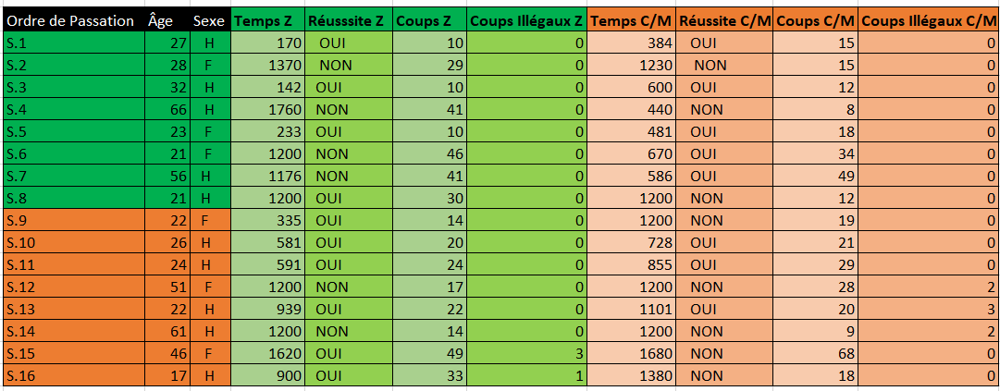 Ordre de Passation Âge Sexe Temps Z Réusssite Z Coups Z Coups Illégaux Z Temps C/M Réussite C/M Coups C/M Coups Illégaux C/M
S.1 27 H 170 OUI 10 0 384 OUI 15 0
S.2 28 F 1370 NON 29 0 1230 NON 15 0
S.3 32 H 142 OUI 10 0 600 OUI 12 0
S.4 66 H 1760 NON 41 0 440 NON 8 0
S.5 23 F 233 OUI 10 0 481 OUI 18 0
S.6 21 F 1200 NON 46 0 670 OUI 34 0
S.7 56 H 1176 NON 41 0 586 OUI 49 0
S.8 21 H 1200 OUI 30 0 1200 NON 12 0
S.9 22 F 335 OUI 14 0 1200 NON 19 0
S.10 26 H 581 OUI 20 0 728 OUI 21 0
S.11 24 H 591 OUI 24 0 855 OUI 29 0
S.12 51 F 1200 NON 17 0 1200 NON 28 2
S.13 22 H 939 OUI 22 0 1101 OUI 20 3
S.14 61 H 1200 NON 14 0 1200 NON 9 2
S.15 46 F 1620 OUI 49 3 1680 NON 68 0
S.16 17 H 900 OUI 33 1 1380 NON 18 0